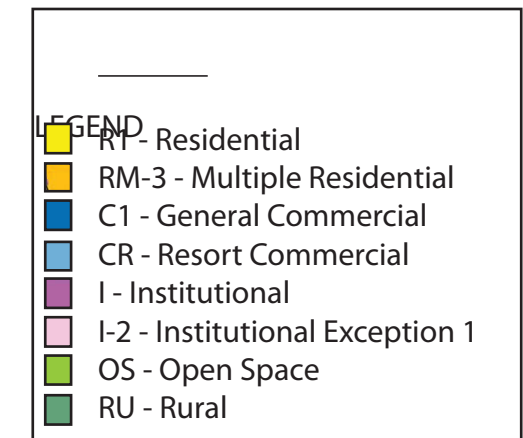 LEGEND
R1 - Residential
RM-3 - Multiple Residential
C1 - General Commercial
CR - Resort Commercial
I - Institutional
I-2 - Institutional Exception 1
OS - Open Space
RU - Rural